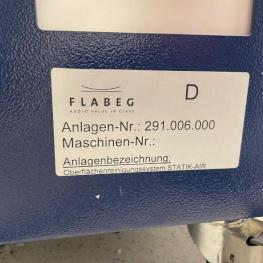 D
FLABEG
ADDED VALUE IN GLASS
Anlagen-Nr.: 291.006.000
Maschinen-Nr.:
Anlagenbezeichnung:
Oberflächenreinigungssystem STATIK-AIR